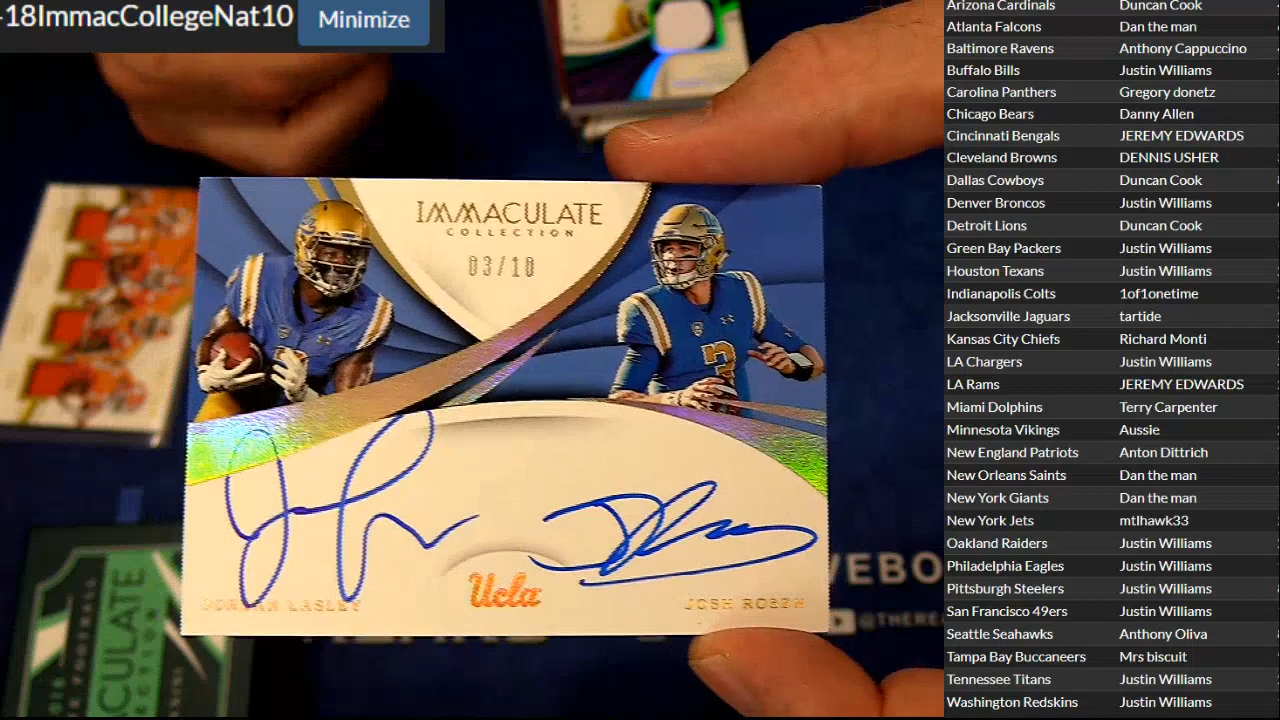 -18ImmacCollegeNat10
Minimize
IMMACULATE
COLLECTION
03/10
3
Ucla
JORDAN LASLEY
JOSH ROSEN
VEBO
@THEREA
Arizona Cardinals Duncan Cook
Atlanta Falcons Dan the man
Baltimore Ravens Anthony Cappuccino
Buffalo Bills Justin Williams
Carolina Panthers Gregory donetz
Chicago Bears Danny Allen
Cincinnati Bengals JEREMY EDWARDS
Cleveland Browns DENNIS USHER
Dallas Cowboys Duncan Cook
Denver Broncos Justin Williams
Detroit Lions Duncan Cook
Green Bay Packers Justin Williams
Houston Texans Justin Williams
Indianapolis Colts 1of1onetime
Jacksonville Jaguars tartide
Kansas City Chiefs Richard Monti
LA Chargers Justin Williams
LA Rams JEREMY EDWARDS
Miami Dolphins Terry Carpenter
Minnesota Vikings Aussie
New England Patriots Anton Dittrich
New Orleans Saints Dan the man
New York Giants Dan the man
New York Jets mtlhawk33
Oakland Raiders Justin Williams
Philadelphia Eagles Justin Williams
Pittsburgh Steelers Justin Williams
San Francisco 49ers Justin Williams
Seattle Seahawks Anthony Oliva
Tampa Bay Buccaneers Mrs biscuit
Tennessee Titans Justin Williams
Washington Redskins Justin Williams